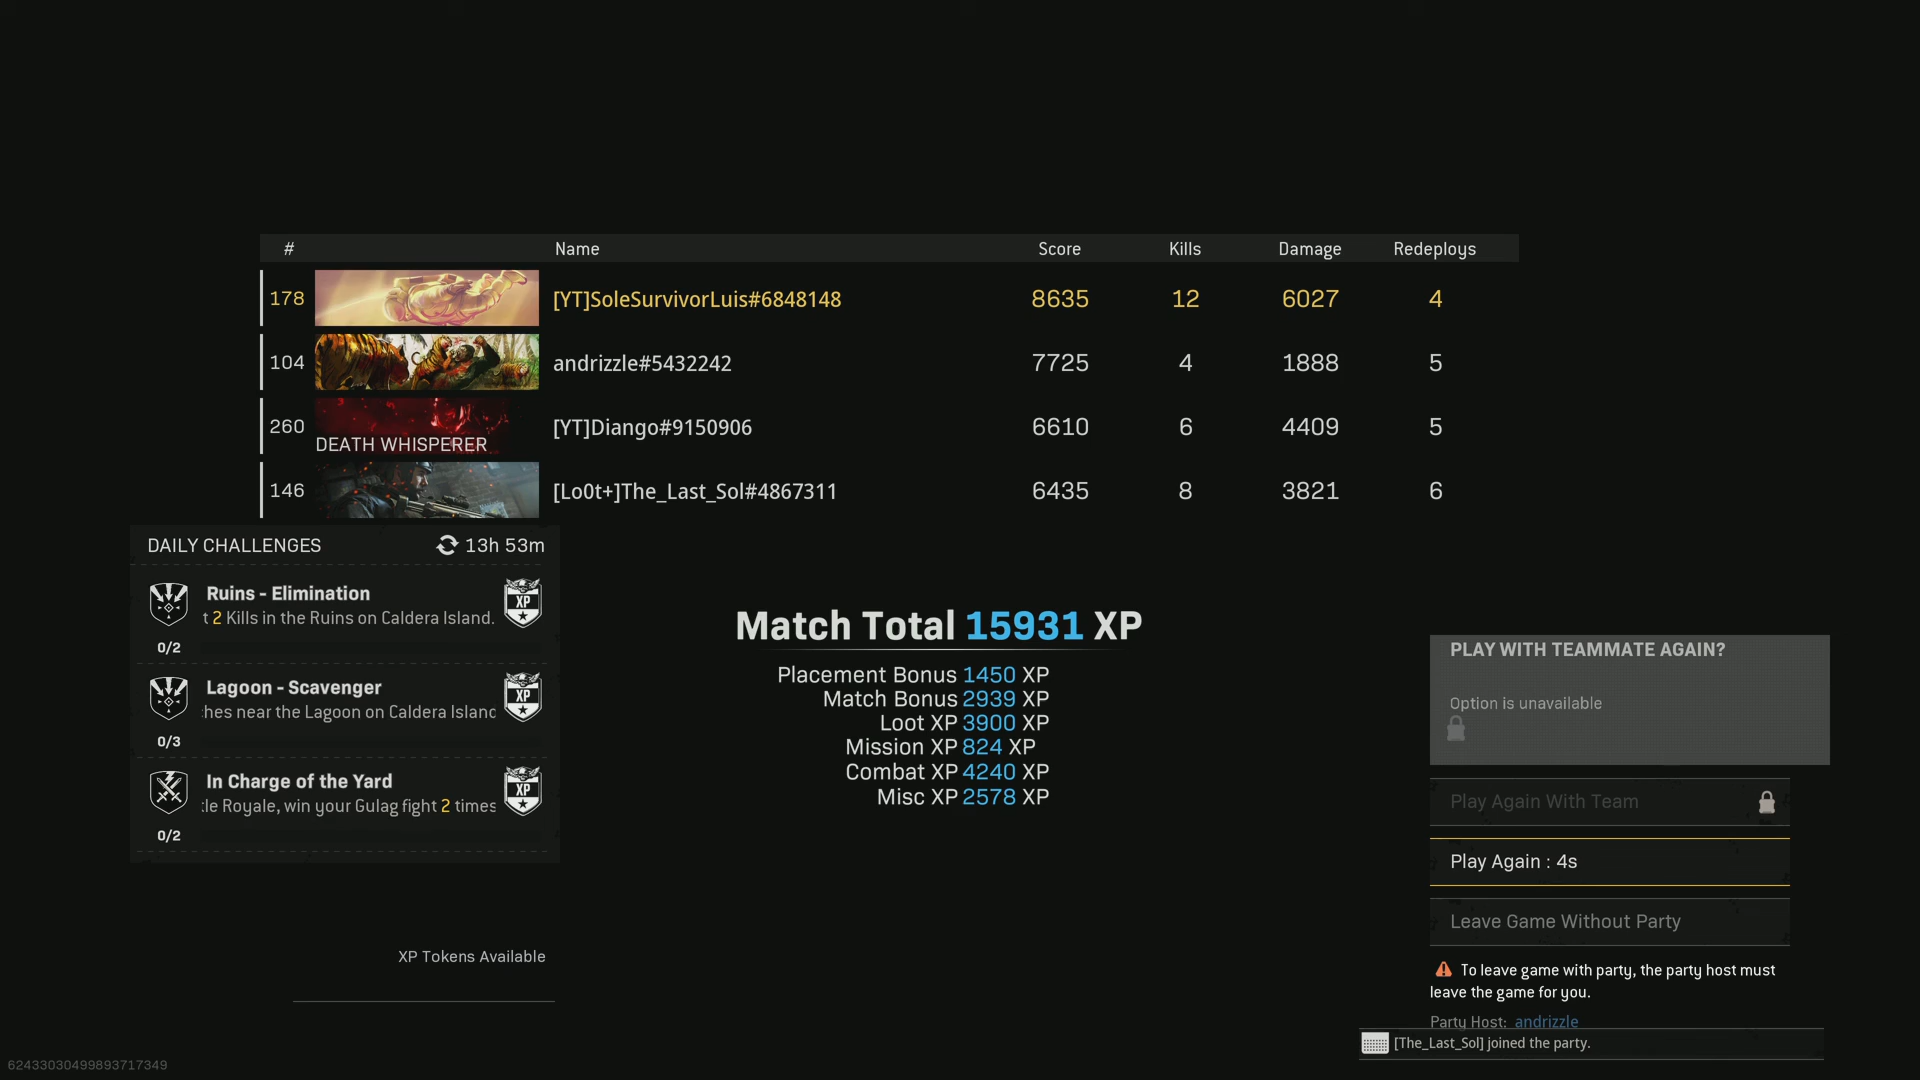 # Name Score Kills Damage Redeploys
178 [YT]SoleSurvivorLuis#6848148 8635 12 6027 4
104 andrizzle#5432242 7725 4 1888 5
260 DEATH WHISPERER [YT]Diango#9150906 6610 6 4409 5
146 [Lo0t+]The_Last_Sol#4867311 6435 8 3821 6
DAILY CHALLENGES 13h 53m
Ruins - Elimination
t 2 Kills in the Ruins on Caldera Island.
XP
0/2
Lagoon - Scavenger
hes near the Lagoon on Caldera Island
XP
0/3
In Charge of the Yard
le Royale, win your Gulag fight 2 times
XP
0/2
XP Tokens Available
Match Total 15931 XP
Placement Bonus 1450 XP
Match Bonus 2939 XP
Loot XP 3900 XP
Mission XP 824 XP
Combat XP 4240 XP
Misc XP 2578 XP
PLAY WITH TEAMMATE AGAIN?
Option is unavailable
Play Again With Team
Play Again : 4s
Leave Game Without Party
To leave game with party, the party host must
leave the game for you.
Party Host: andrizzle
[The_Last_Sol] joined the party.
62433030499893717349